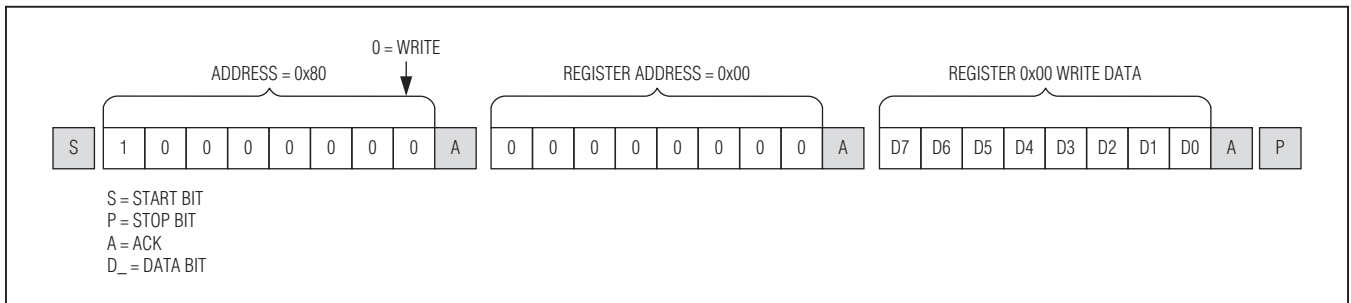 0 = WRITE
ADDRESS = 0x80 REGISTER ADDRESS = 0x00 REGISTER 0x00 WRITE DATA
S 1 0 0 0 0 0 0 0 A 0 0 0 0 0 0 0 0 A D7 D6 D5 D4 D3 D2 D1 D0 A P
S = START BIT
P = STOP BIT
A = ACK
D_ = DATA BIT